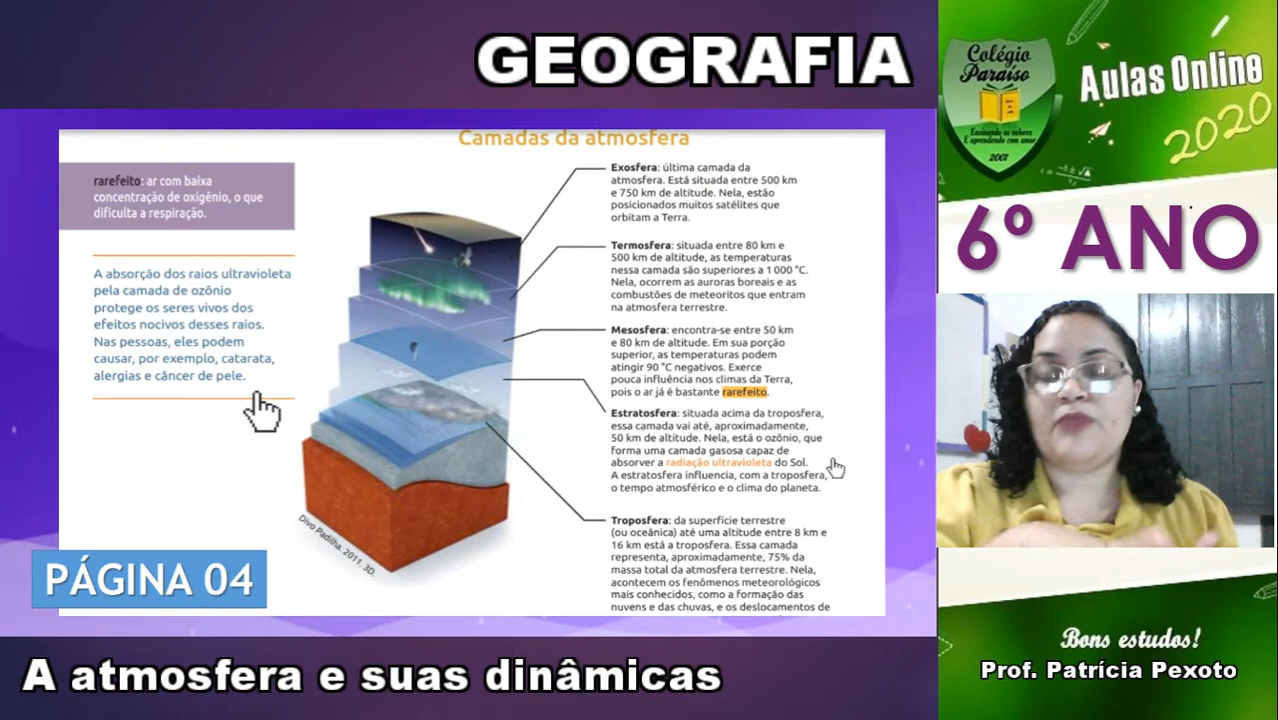 GEOGRAFIA
Camadas da atmosfera
rarefeito: ar com baixa
concentração de oxigênio, o que
dificulta a respiração.
A absorção dos raios ultravioleta
pela camada de ozônio
protege os seres vivos dos
efeitos nocivos desses raios.
Nas pessoas, eles podem
causar, por exemplo, catarata,
alergias e câncer de pele.
Exosfera: última camada da
atmosfera. Está situada entre 500 km
e 750 km de altitude. Nela, estão
posicionados muitos satélites que
orbitam a Terra.
Termosfera: situada entre 80 km e
500 km de altitude, as temperaturas
nessa camada são superiores a 1 000 °C.
Nela, ocorrem as auroras boreais e as
combustões de meteoritos que entram
na atmosfera terrestre.
Mesosfera: encontra-se entre 50 km
e 80 km de altitude. Em sua porção
superior, as temperaturas podem
atingir 90 °C negativos. Exerce
pouca influência nos climas da Terra,
pois o ar já é bastante rarefeito.
Estratosfera: situada acima da troposfera,
essa camada vai até, aproximadamente,
50 km de altitude. Nela, está o ozônio, que
forma uma camada gasosa capaz de
absorver a radiação ultravioleta do Sol.
A estratosfera influencia, com a troposfera,
o tempo atmosférico e o clima do planeta.
Troposfera: da superfície terrestre
(ou oceânica) até uma altitude entre 8 km e
16 km está a troposfera. Essa camada
representa, aproximadamente, 75% da
massa total da atmosfera terrestre. Nela,
acontecem os fenômenos meteorológicos
mais conhecidos, como a formação das
nuvens e das chuvas, e os deslocamentos de
Divo Padilha. 2011. 3D.
PÁGINA 04
A atmosfera e suas dinâmicas
Colégio
Paraíso
Ensinando os valores
E aprendendo com amor
2007
Aulas Online
2020
6º ANO
Bons estudos!
Prof. Patrícia Pexoto